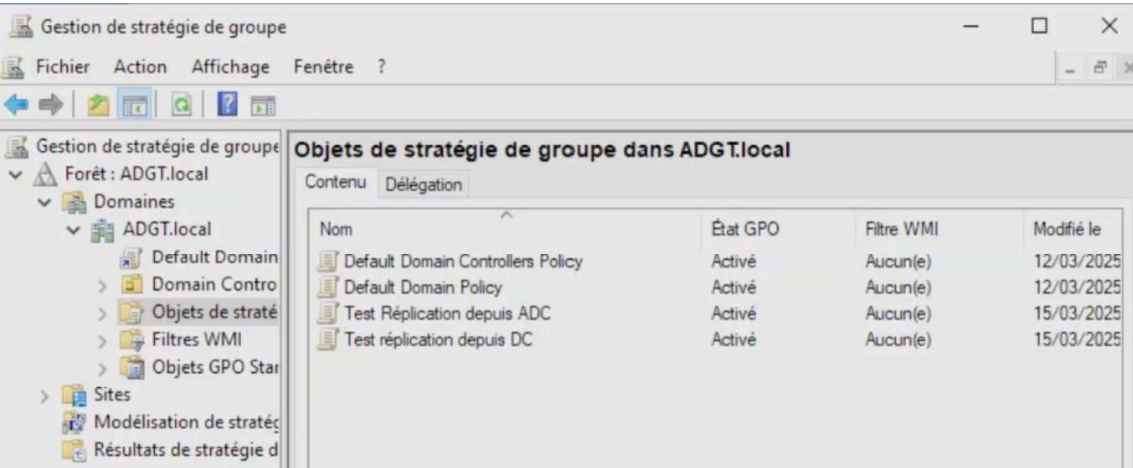 Gestion de stratégie de groupe
Fichier Action Affichage Fenêtre ?
Gestion de stratégie de groupe
Forêt : ADGT.local
Domaines
ADGT.local
Default Domain
Domain Contro
Objets de straté
Filtres WMI
Objets GPO Star
Sites
Modélisation de stratég
Résultats de stratégie d
Objets de stratégie de groupe dans ADGT.local
Contenu Délégation
Nom État GPO Filtre WMI Modifié le
Default Domain Controllers Policy Activé Aucun(e) 12/03/2025
Default Domain Policy Activé Aucun(e) 12/03/2025
Test Réplication depuis ADC Activé Aucun(e) 15/03/2025
Test réplication depuis DC Activé Aucun(e) 15/03/2025